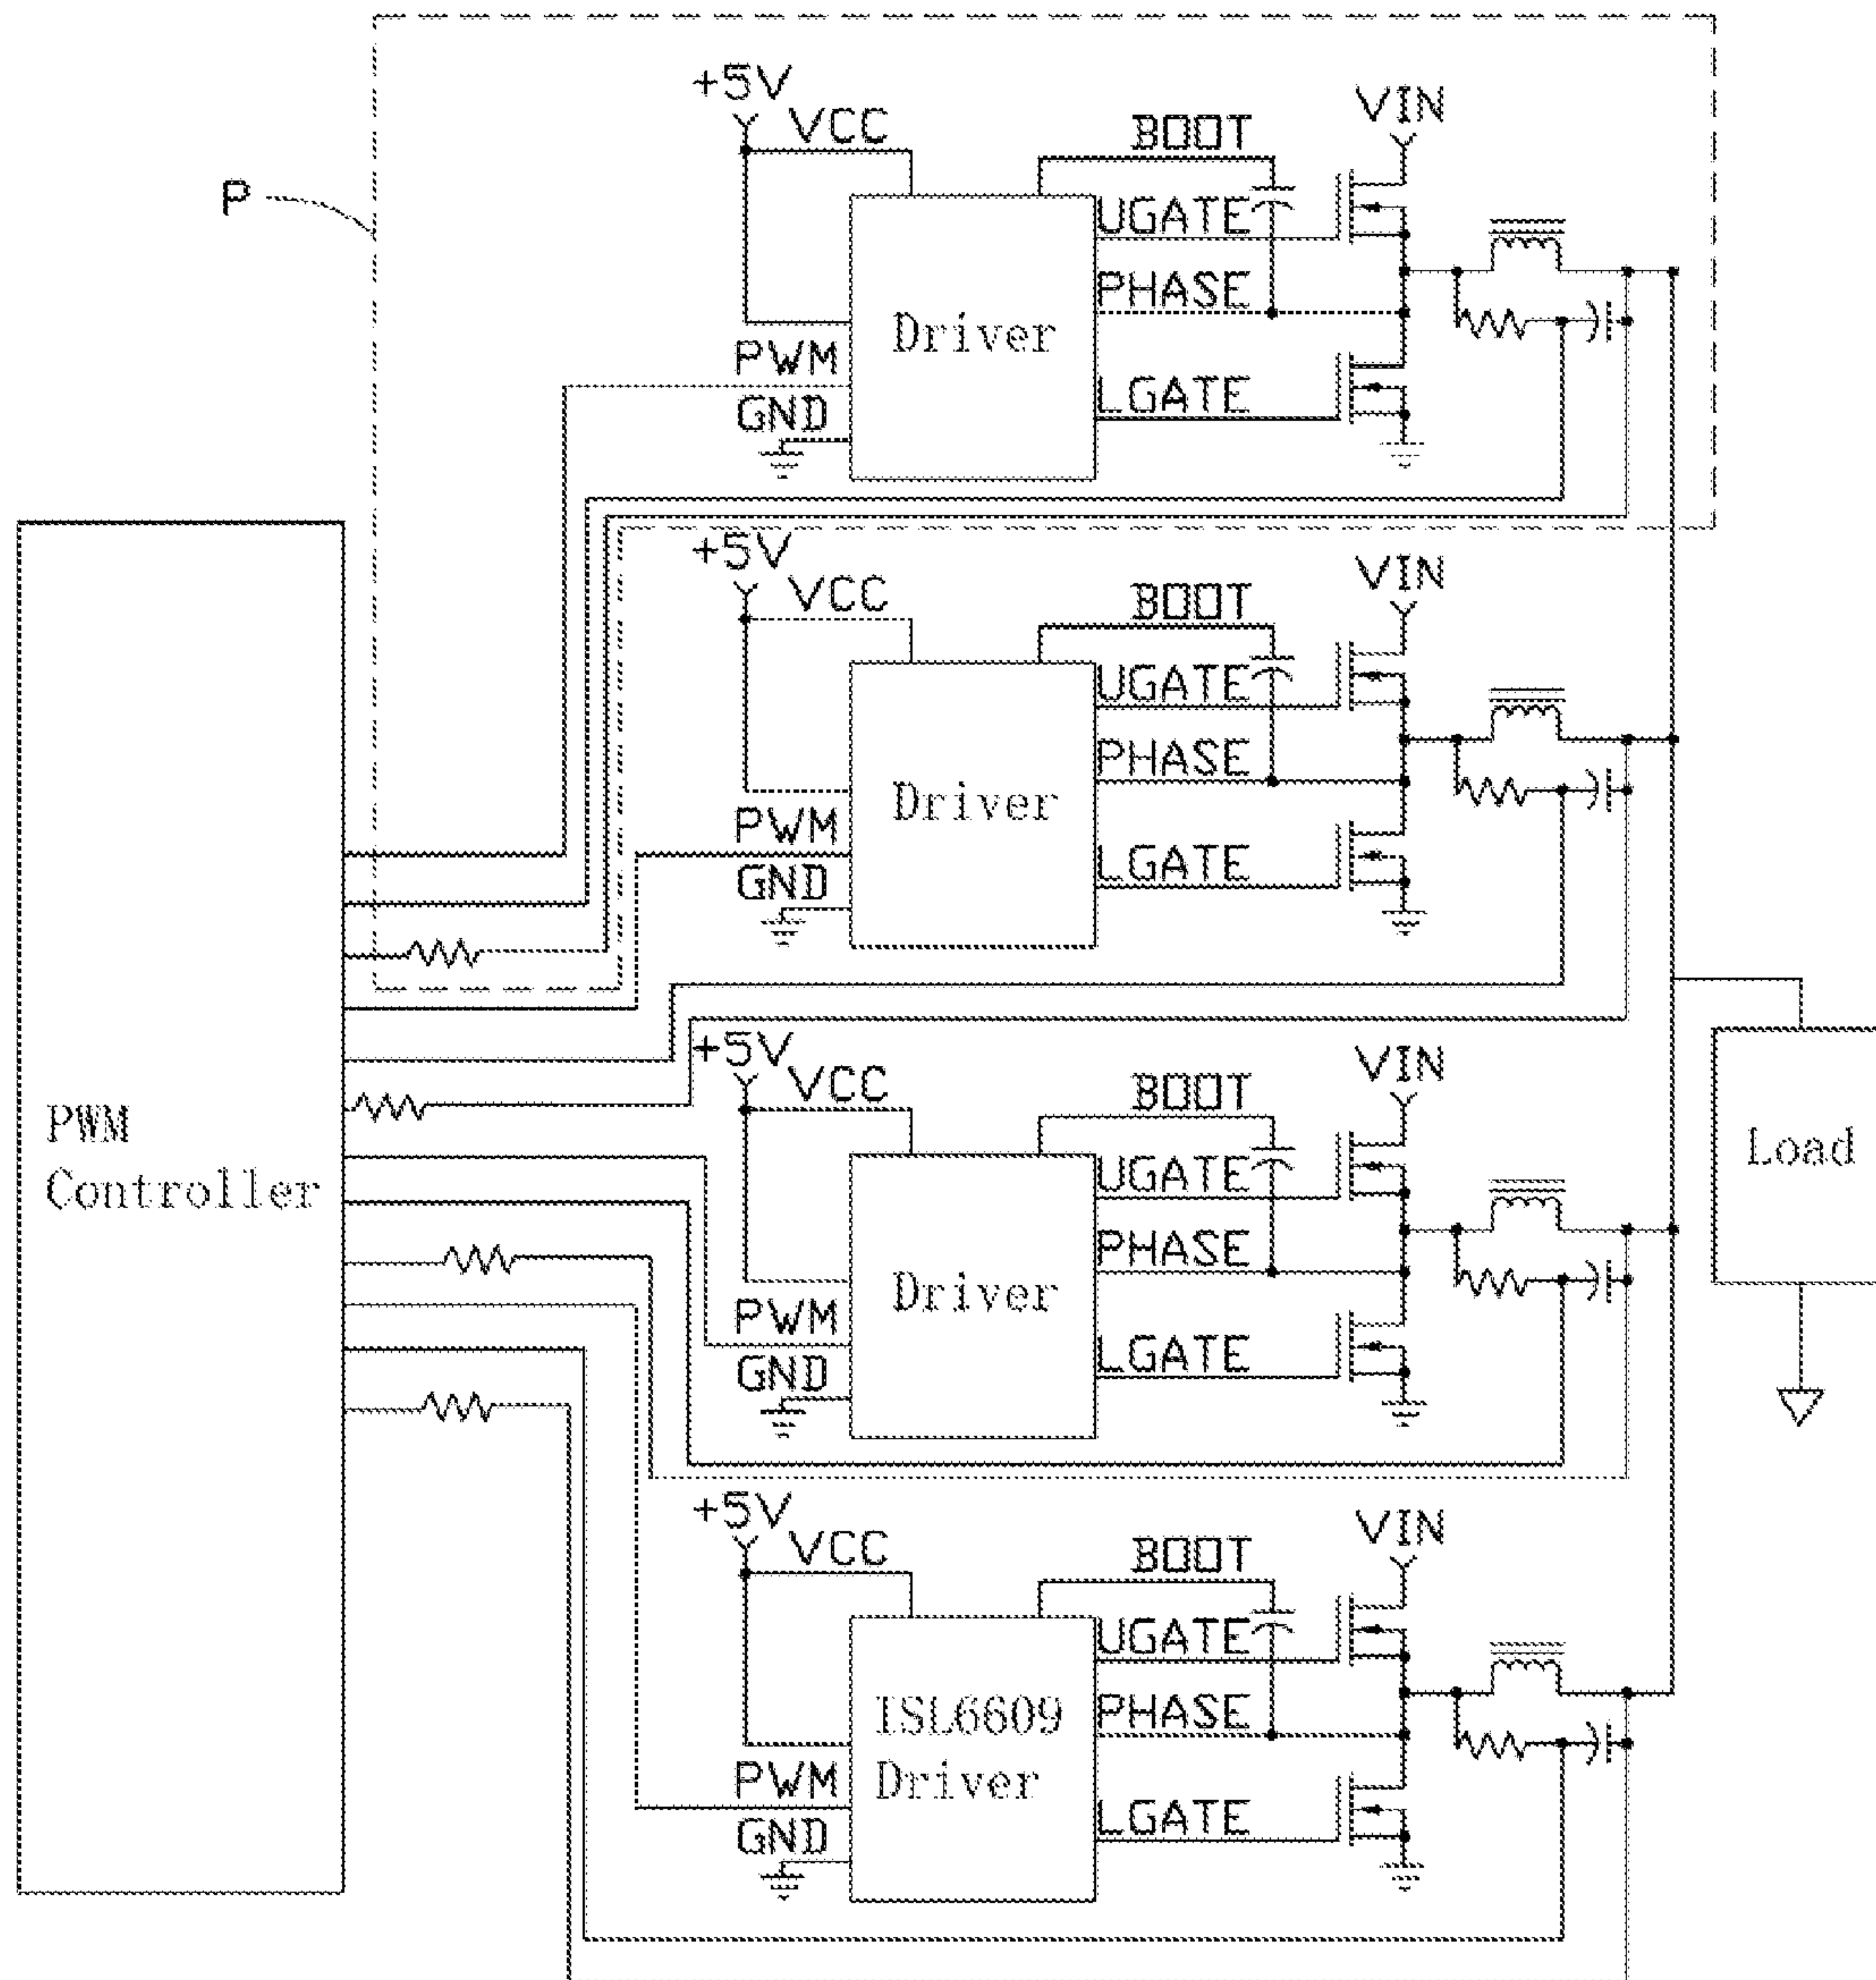 +5V
VCC
BOOT
VIN
P
UGATE
PHASE
Driver
PWM
LGATE
GND
+5V
VCC
BOOT
VIN
UGATE
PHASE
Driver
PWM
LGATE
GND
+5V
VCC
BOOT
VIN
PWM
Controller
UGATE
Load
PHASE
Driver
PWM
LGATE
GND
+5V
VCC
BOOT
VIN
UGATE
ISL6609
Driver
PHASE
PWM
LGATE
GND